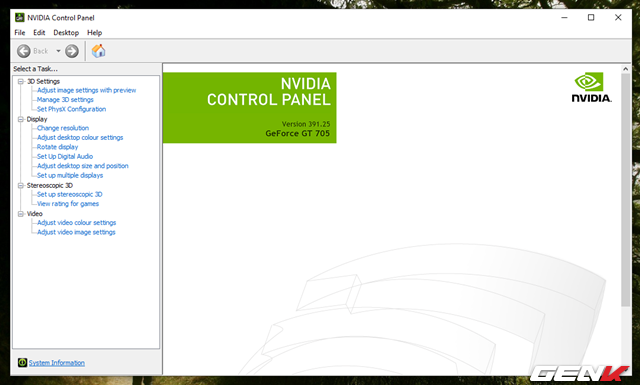 NVIDIA Control Panel
File Edit Desktop Help
Back
Select a Task...
3D Settings
Adjust image settings with preview
Manage 3D settings
Set PhysX Configuration
Display
Change resolution
Adjust desktop colour settings
Rotate display
Set Up Digital Audio
Adjust desktop size and position
Set up multiple displays
Stereoscopic 3D
Set up stereoscopic 3D
View rating for games
Video
Adjust video colour settings
Adjust video image settings
System Information
NVIDIA
CONTROL PANEL
Version 391.25
GeForce GT 705
NVIDIA.
GENK